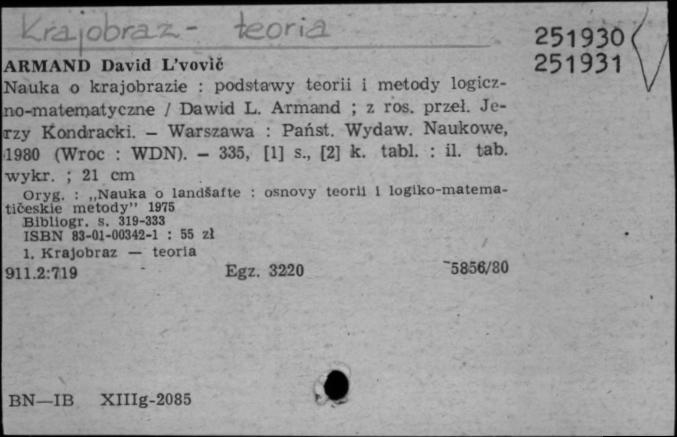 Krajobraz - teoria
251930
251931
ARMAND David L'vovič
Nauka o krajobrazie : podstawy teorii i metody logicz-
no-matematyczne / Dawid L. Armand ; z ros. przeł. Je-
rzy Kondracki. — Warszawa : Państ. Wydaw. Naukowe,
1980 (Wroc : WDN). — 335, [1] s., [2] k. tabl. : il. tab.
wykr. ; 21 cm
Oryg. : „Nauka o landšafte : osnovy teorii i logiko-matema-
tičeskie metody" 1975
Bibliogr. s. 319-333
ISBN 83-01-00342-1 : 55 zł
1. Krajobraz — teoria
911.2:719 Egz. 3220 5856/80
BN—IB XIIIg-2085